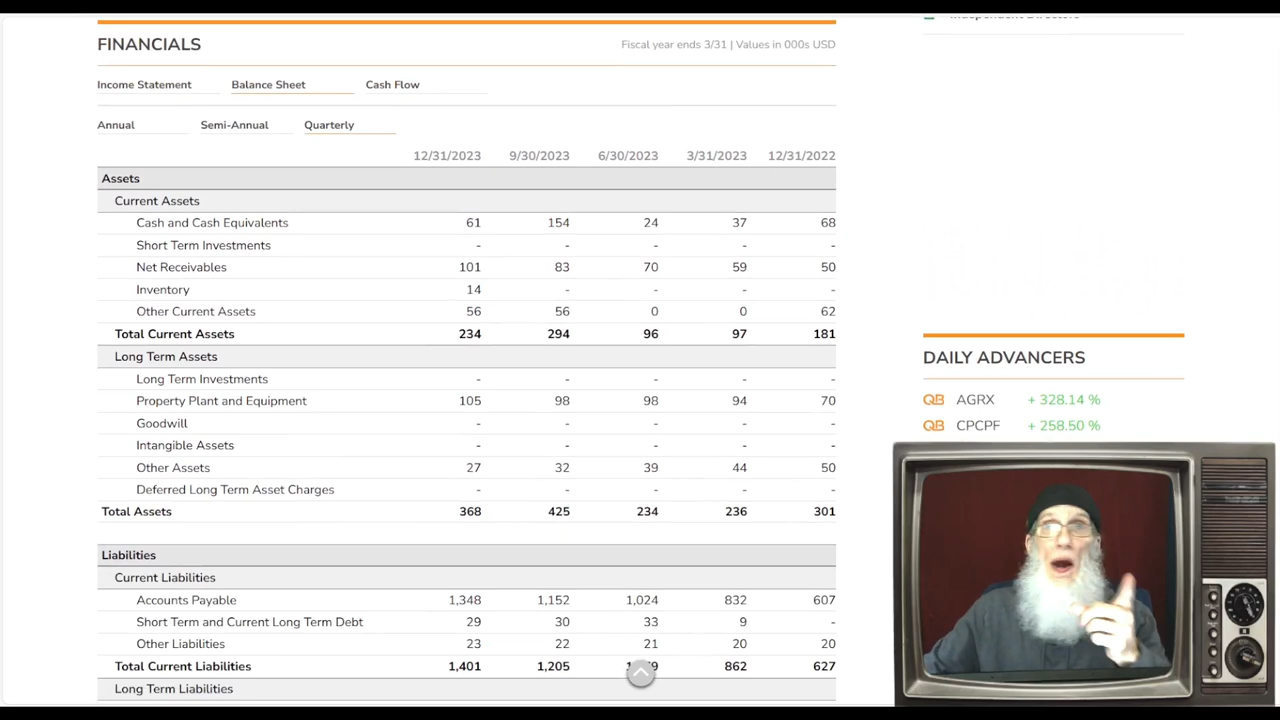 Independent Directors
FINANCIALS
Fiscal year ends 3/31 | Values in 000s USD
Income Statement Balance Sheet Cash Flow
Annual Semi-Annual Quarterly
12/31/2023 9/30/2023 6/30/2023 3/31/2023 12/31/2022
Assets
Current Assets
Cash and Cash Equivalents 61 154 24 37 68
Short Term Investments - - - - -
Net Receivables 101 83 70 59 50
Inventory 14 - - - -
Other Current Assets 56 56 0 0 62
Total Current Assets 234 294 96 97 181
Long Term Assets
Long Term Investments - - - - -
Property Plant and Equipment 105 98 98 94 70
Goodwill - - - - -
Intangible Assets - - - - -
Other Assets 27 32 39 44 50
Deferred Long Term Asset Charges - - - - -
Total Assets 368 425 234 236 301
Liabilities
Current Liabilities
Accounts Payable 1,348 1,152 1,024 832 607
Short Term and Current Long Term Debt 29 30 33 9 -
Other Liabilities 23 22 21 20 20
Total Current Liabilities 1,401 1,205 862 627
Long Term Liabilities
DAILY ADVANCERS
QB AGRX + 328.14 %
QB CPCPF + 258.50 %